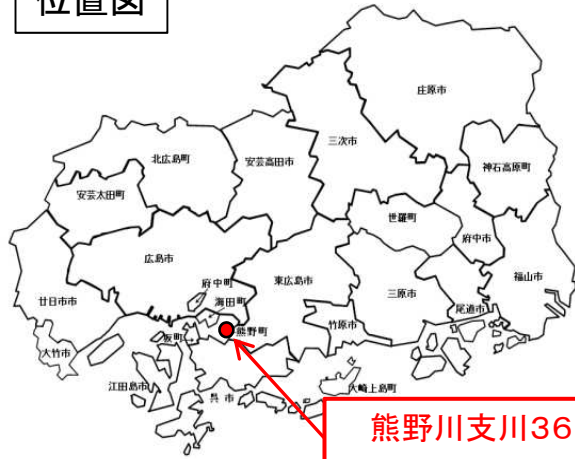 位置図
庄原市
三次市
北広島町
安芸高田市
神石高原町
安芸太田町
世羅町
府中市
広島市
府中町
東広島市
三原市
福山市
廿日市市
海田町
尾道市
竹原市
熊野町
坂町
大竹市
江田島市
呉市
大崎上島町
熊野川支川36